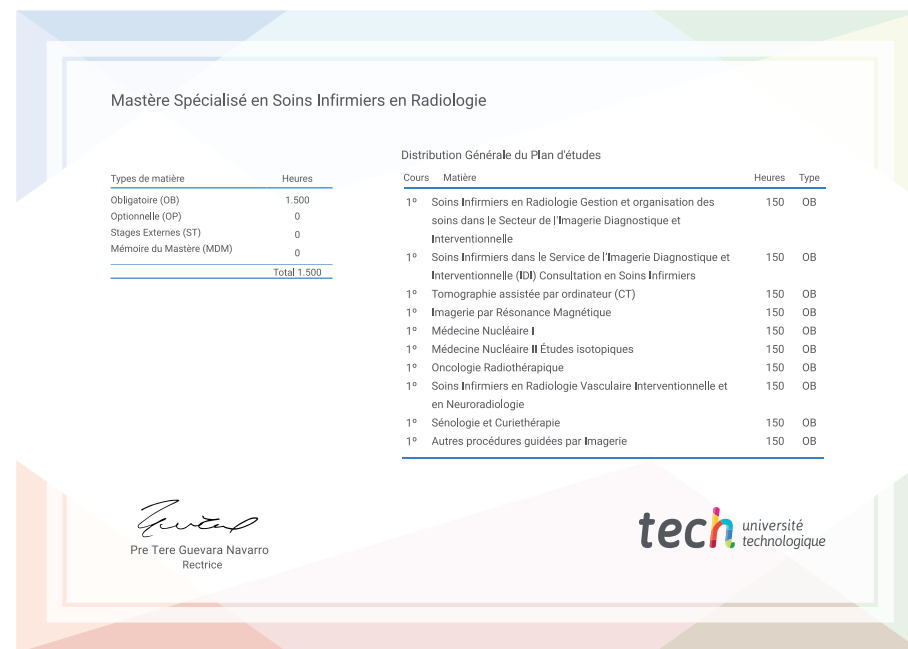 Mastère Spécialisé en Soins Infirmiers en Radiologie
Types de matière Heures
Obligatoire (OB) 1.500
Optionnelle (OP) 0
Stages Externes (ST) 0
Mémoire du Mastère (MDM) 0
Total 1.500
Distribution Générale du Plan d'études
Cours Matière Heures Type
1º Soins Infirmiers en Radiologie Gestion et organisation des 150 OB
soins dans le Secteur de l'Imagerie Diagnostique et
Interventionnelle
1º Soins Infirmiers dans le Service de l'Imagerie Diagnostique et 150 OB
Interventionnelle (IDI) Consultation en Soins Infirmiers
1º Tomographie assistée par ordinateur (CT) 150 OB
1º Imagerie par Résonance Magnétique 150 OB
1º Médecine Nucléaire I 150 OB
1º Médecine Nucléaire II Études isotopiques 150 OB
1º Oncologie Radiothérapique 150 OB
1º Soins Infirmiers en Radiologie Vasculaire Interventionnelle et 150 OB
en Neuroradiologie
1º Sénologie et Curiethérapie 150 OB
1º Autres procédures guidées par Imagerie 150 OB
Pre Tere Guevara Navarro
Rectrice
tech université
technologique